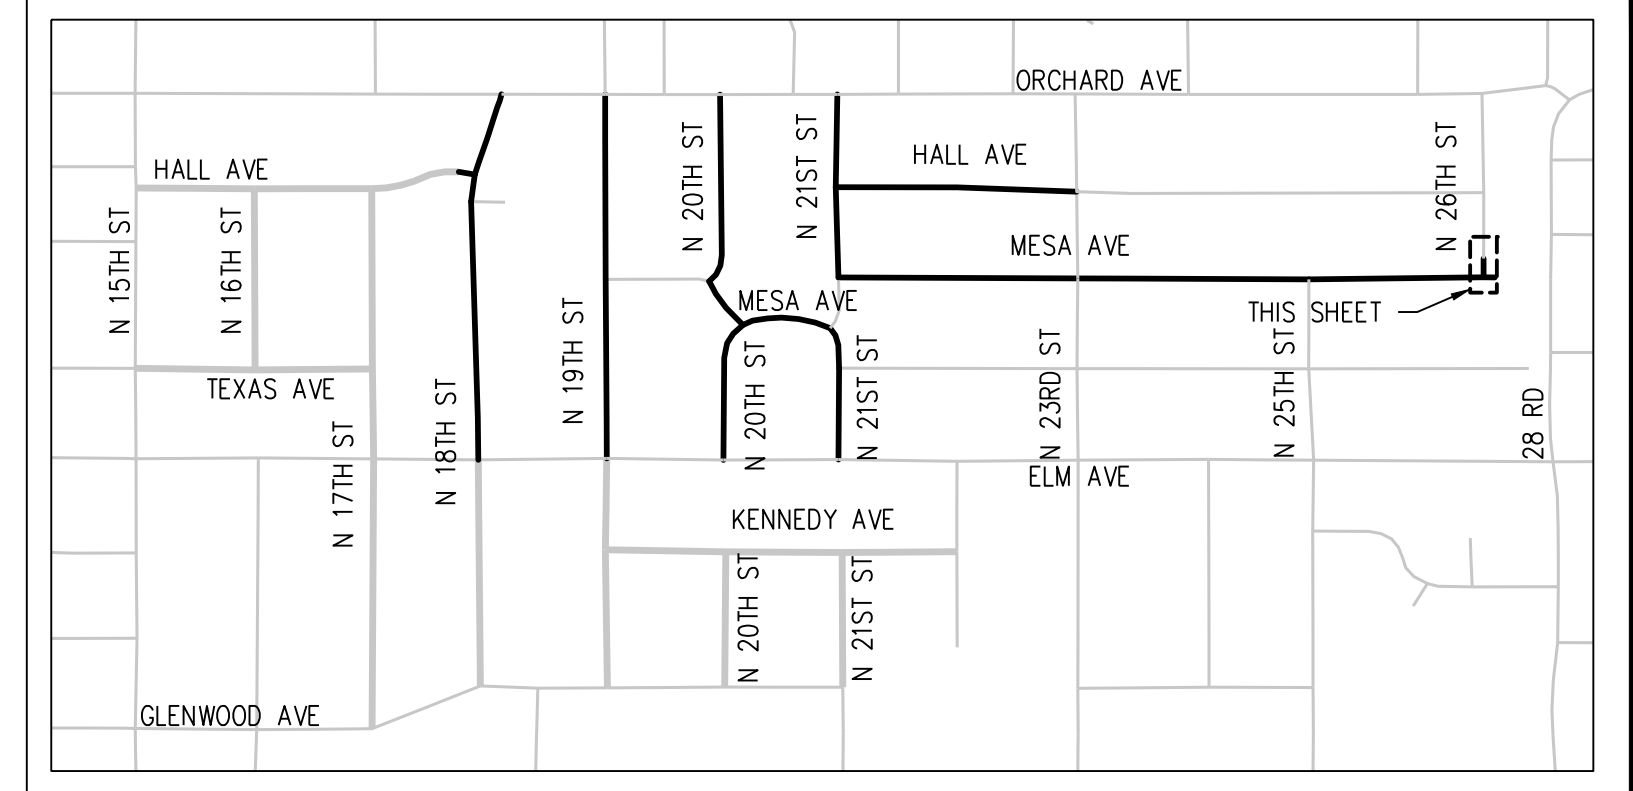 ORCHARD AVE
HALL AVE
N 20TH ST
N 21ST ST
HALL AVE
N 26TH ST
N 15TH ST
N 16TH ST
MESA AVE
MESA AVE
THIS SHEET
N 19TH ST
N 20TH ST
N 21ST ST
N 23RD ST
N 25TH ST
28 RD
TEXAS AVE
N 17TH ST
N 18TH ST
ELM AVE
KENNEDY AVE
N 20TH ST
N 21ST ST
GLENWOOD AVE